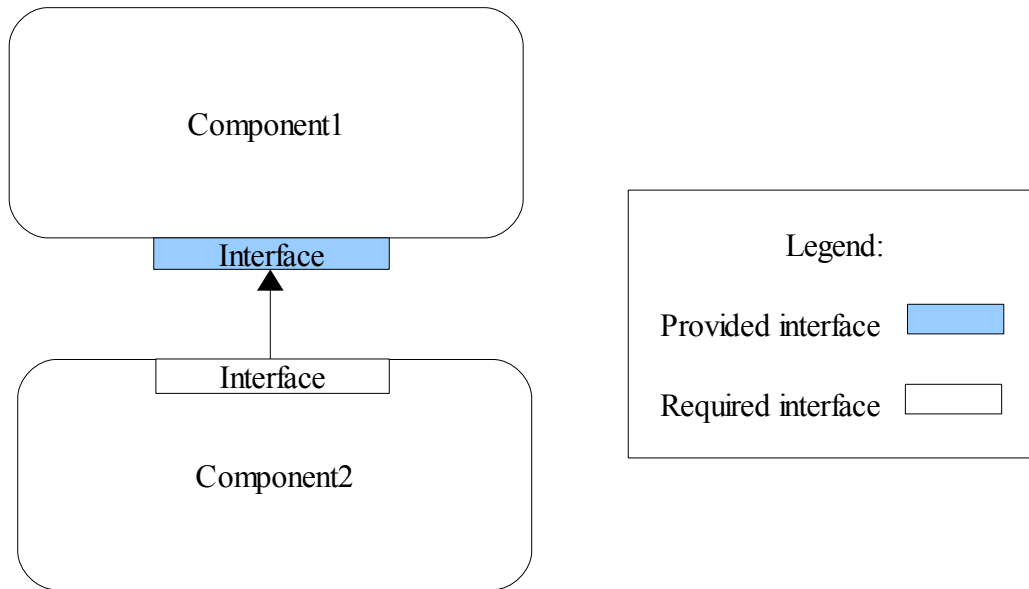 Component1
Interface
Interface
Component2
Legend:
Provided interface
Required interface